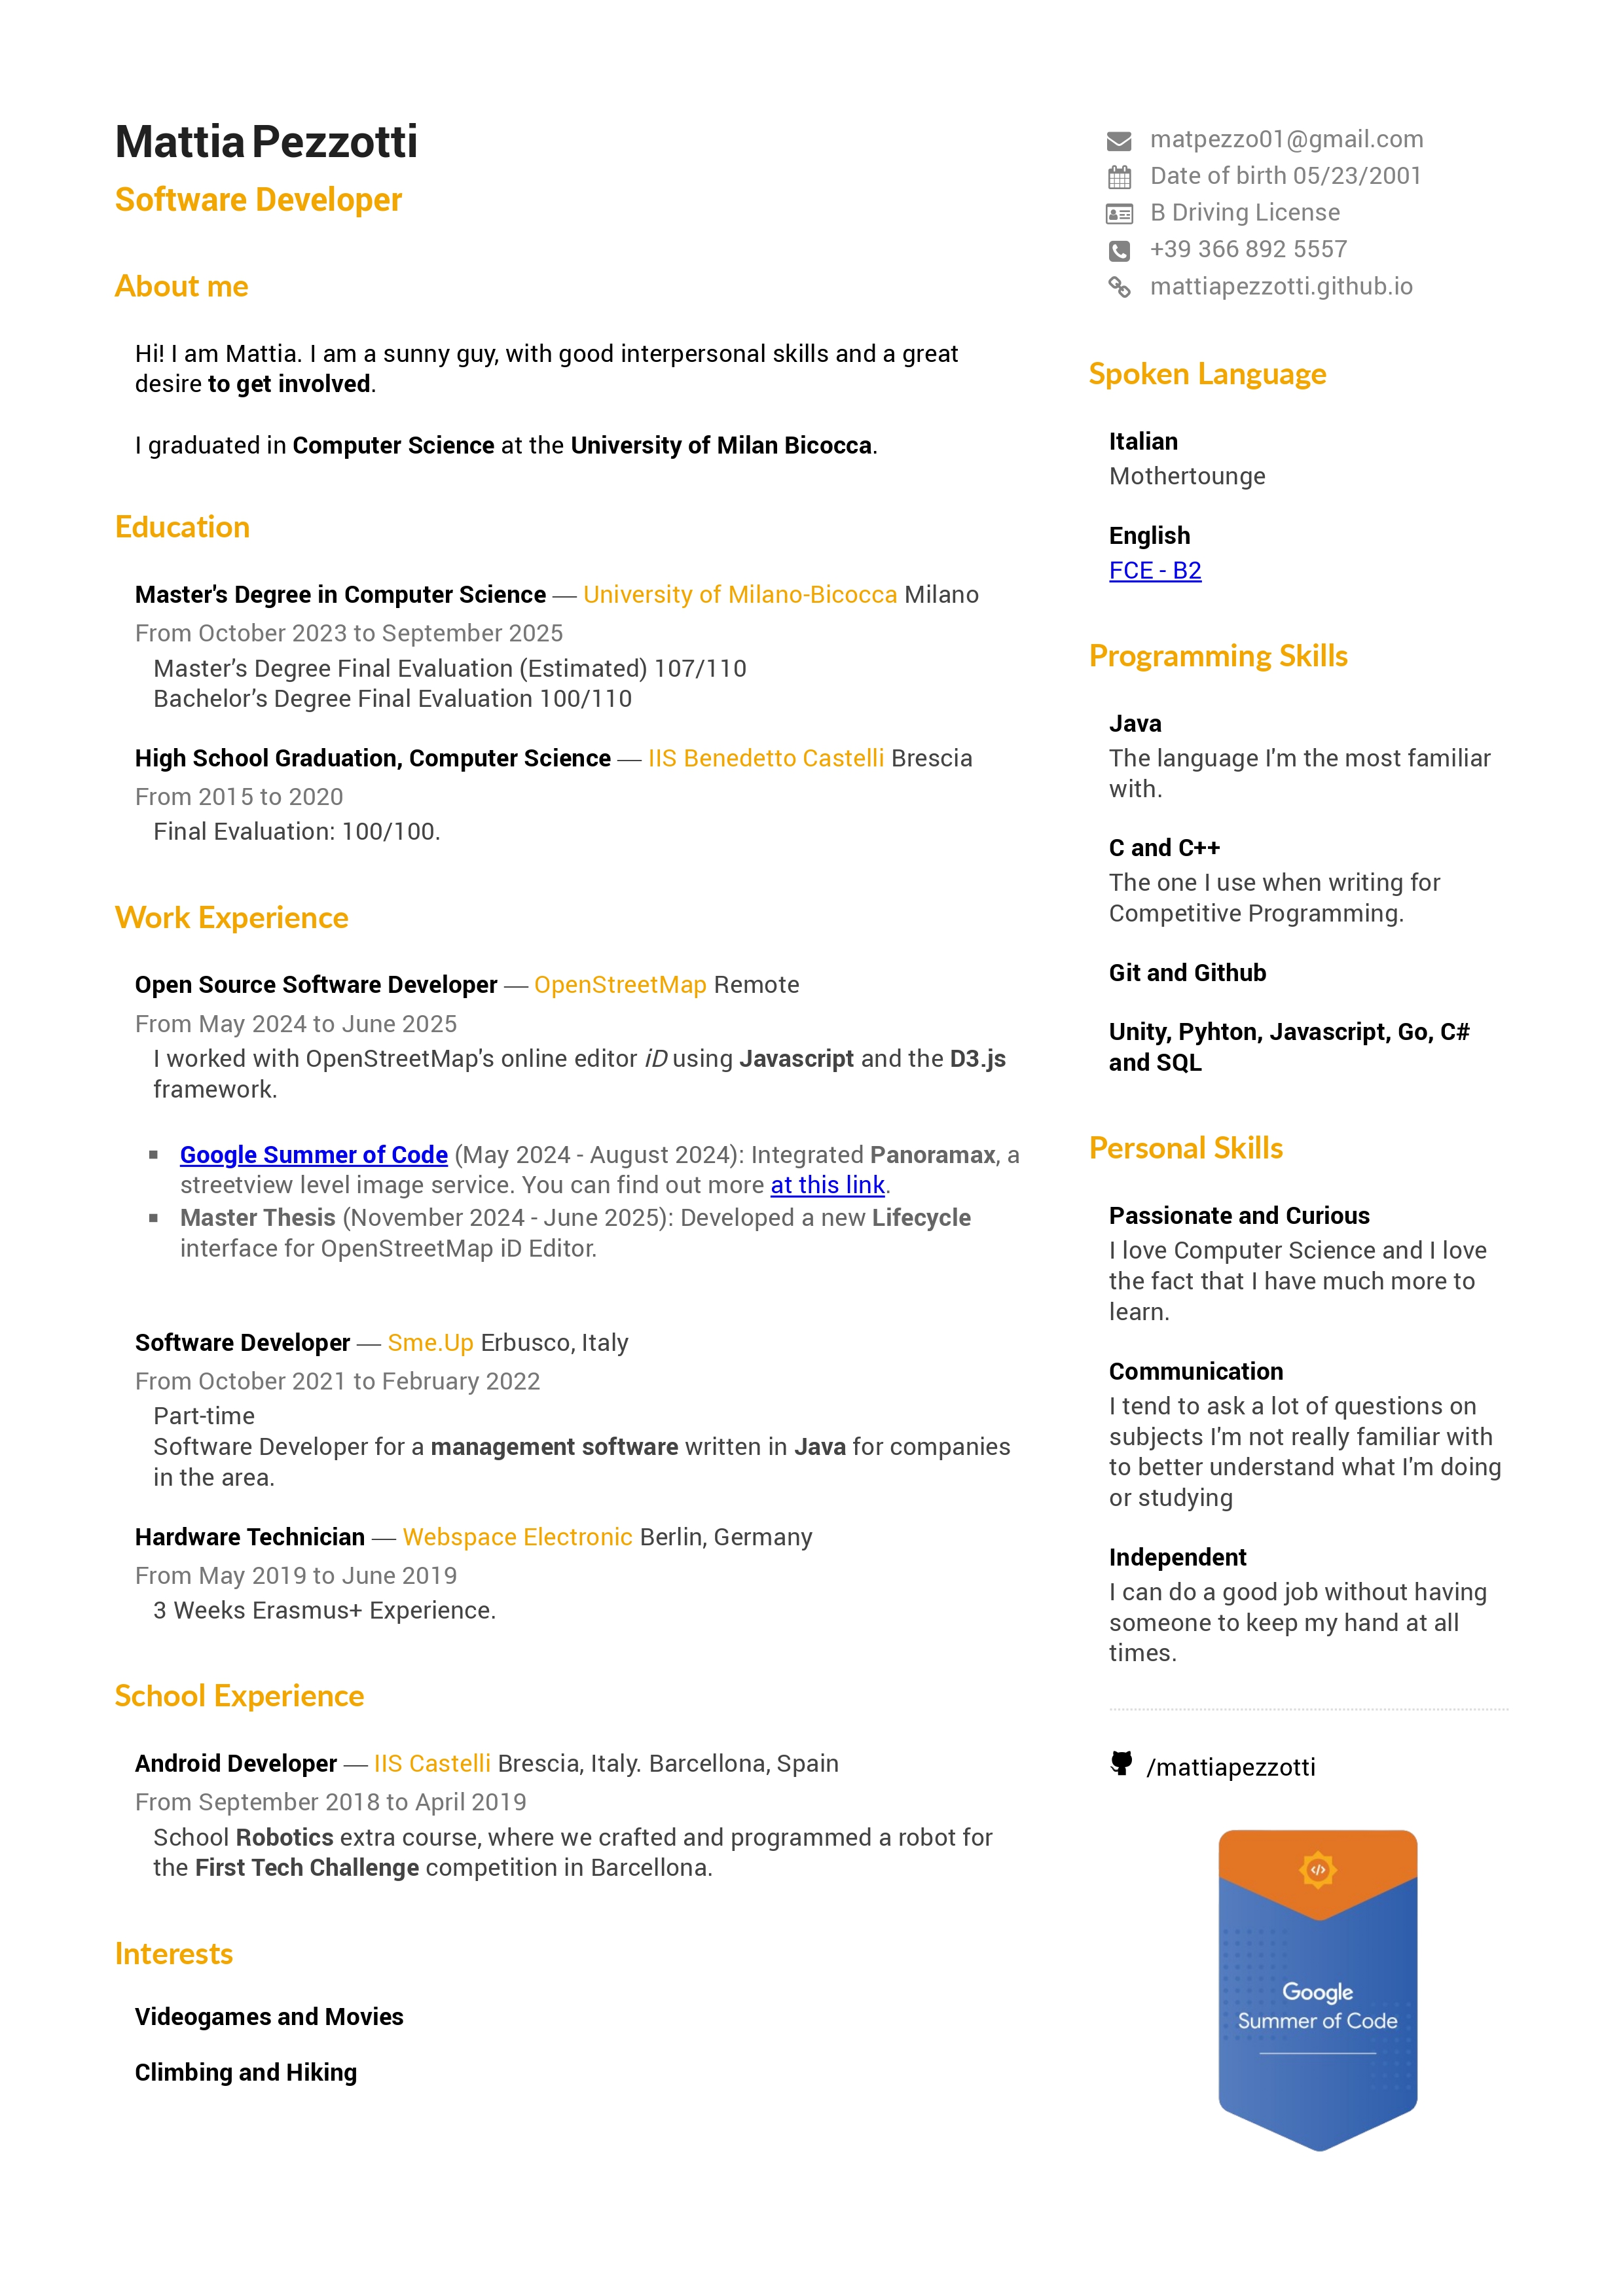 Mattia Pezzotti
Software Developer
About me
Hi! I am Mattia. I am a sunny guy, with good interpersonal skills and a great
desire to get involved.
I graduated in Computer Science at the University of Milan Bicocca.
Education
Master's Degree in Computer Science — University of Milano-Bicocca Milano
From October 2023 to September 2025
Master’s Degree Final Evaluation (Estimated) 107/110
Bachelor’s Degree Final Evaluation 100/110
High School Graduation, Computer Science — IIS Benedetto Castelli Brescia
From 2015 to 2020
Final Evaluation: 100/100.
Work Experience
Open Source Software Developer — OpenStreetMap Remote
From May 2024 to June 2025
I worked with OpenStreetMap's online editor iD using Javascript and the D3.js
framework.
▪ Google Summer of Code (May 2024 - August 2024): Integrated Panoramax, a
streetview level image service. You can find out more at this link.
▪ Master Thesis (November 2024 - June 2025): Developed a new Lifecycle
interface for OpenStreetMap iD Editor.
Software Developer — Sme.Up Erbusco, Italy
From October 2021 to February 2022
Part-time
Software Developer for a management software written in Java for companies
in the area.
Hardware Technician — Webspace Electronic Berlin, Germany
From May 2019 to June 2019
3 Weeks Erasmus+ Experience.
School Experience
Android Developer — IIS Castelli Brescia, Italy. Barcellona, Spain
From September 2018 to April 2019
School Robotics extra course, where we crafted and programmed a robot for
the First Tech Challenge competition in Barcellona.
Interests
Videogames and Movies
Climbing and Hiking
matpezzo01@gmail.com
Date of birth 05/23/2001
B Driving License
+39 366 892 5557
mattiapezzotti.github.io
Spoken Language
Italian
Mothertounge
English
FCE - B2
Programming Skills
Java
The language I'm the most familiar
with.
C and C++
The one I use when writing for
Competitive Programming.
Git and Github
Unity, Pyhton, Javascript, Go, C#
and SQL
Personal Skills
Passionate and Curious
I love Computer Science and I love
the fact that I have much more to
learn.
Communication
I tend to ask a lot of questions on
subjects I'm not really familiar with
to better understand what I'm doing
or studying
Independent
I can do a good job without having
someone to keep my hand at all
times.
/mattiapezzotti
Google
Summer of Code